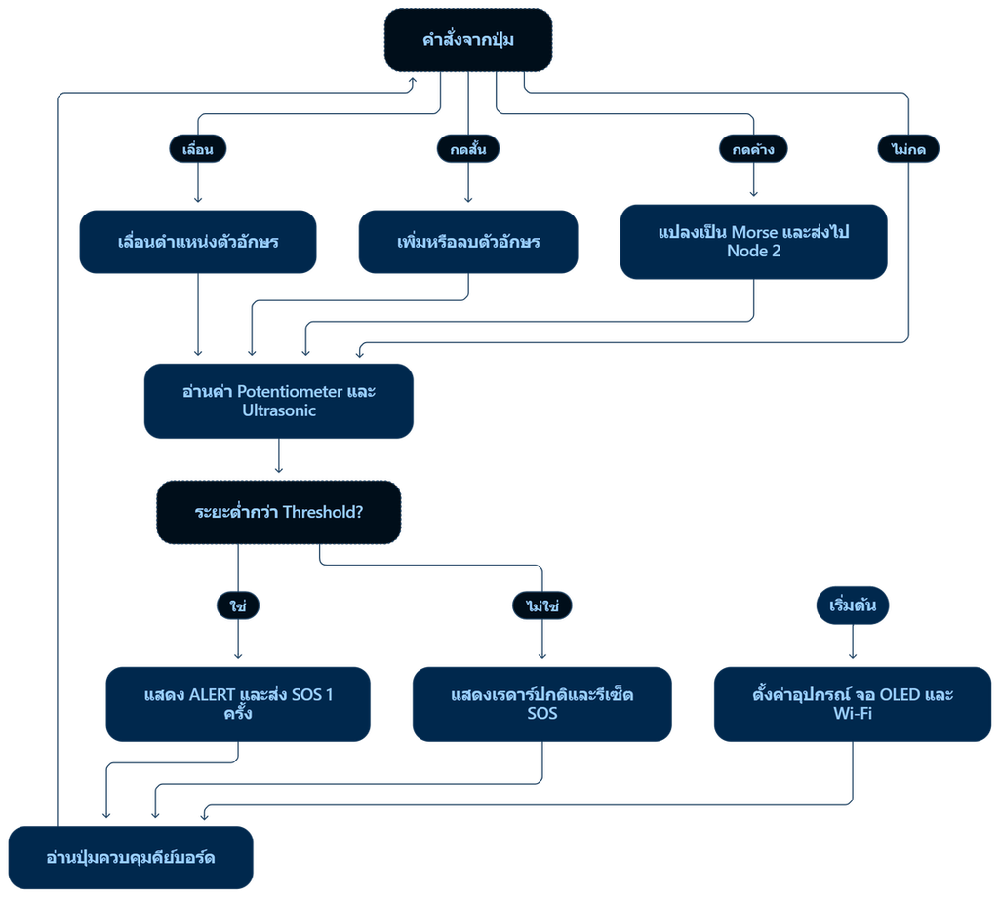 คำสั่งจากปุ่ม
เลื่อน
กดสั้น
กดค้าง
ไม่กด
เลื่อนตำแหน่งตัวอักษร
เพิ่มหรือลบตัวอักษร
แปลงเป็น Morse และส่งไป
Node 2
อ่านค่า Potentiometer และ
Ultrasonic
ระยะต่ำกว่า Threshold?
ใช่
ไม่ใช่
เริ่มต้น
แสดง ALERT และส่ง SOS 1
ครั้ง
แสดงเรดาร์ปกติและรีเซ็ต
SOS
ตั้งค่าอุปกรณ์ จอ OLED และ
Wi-Fi
อ่านปุ่มควบคุมคีย์บอร์ด